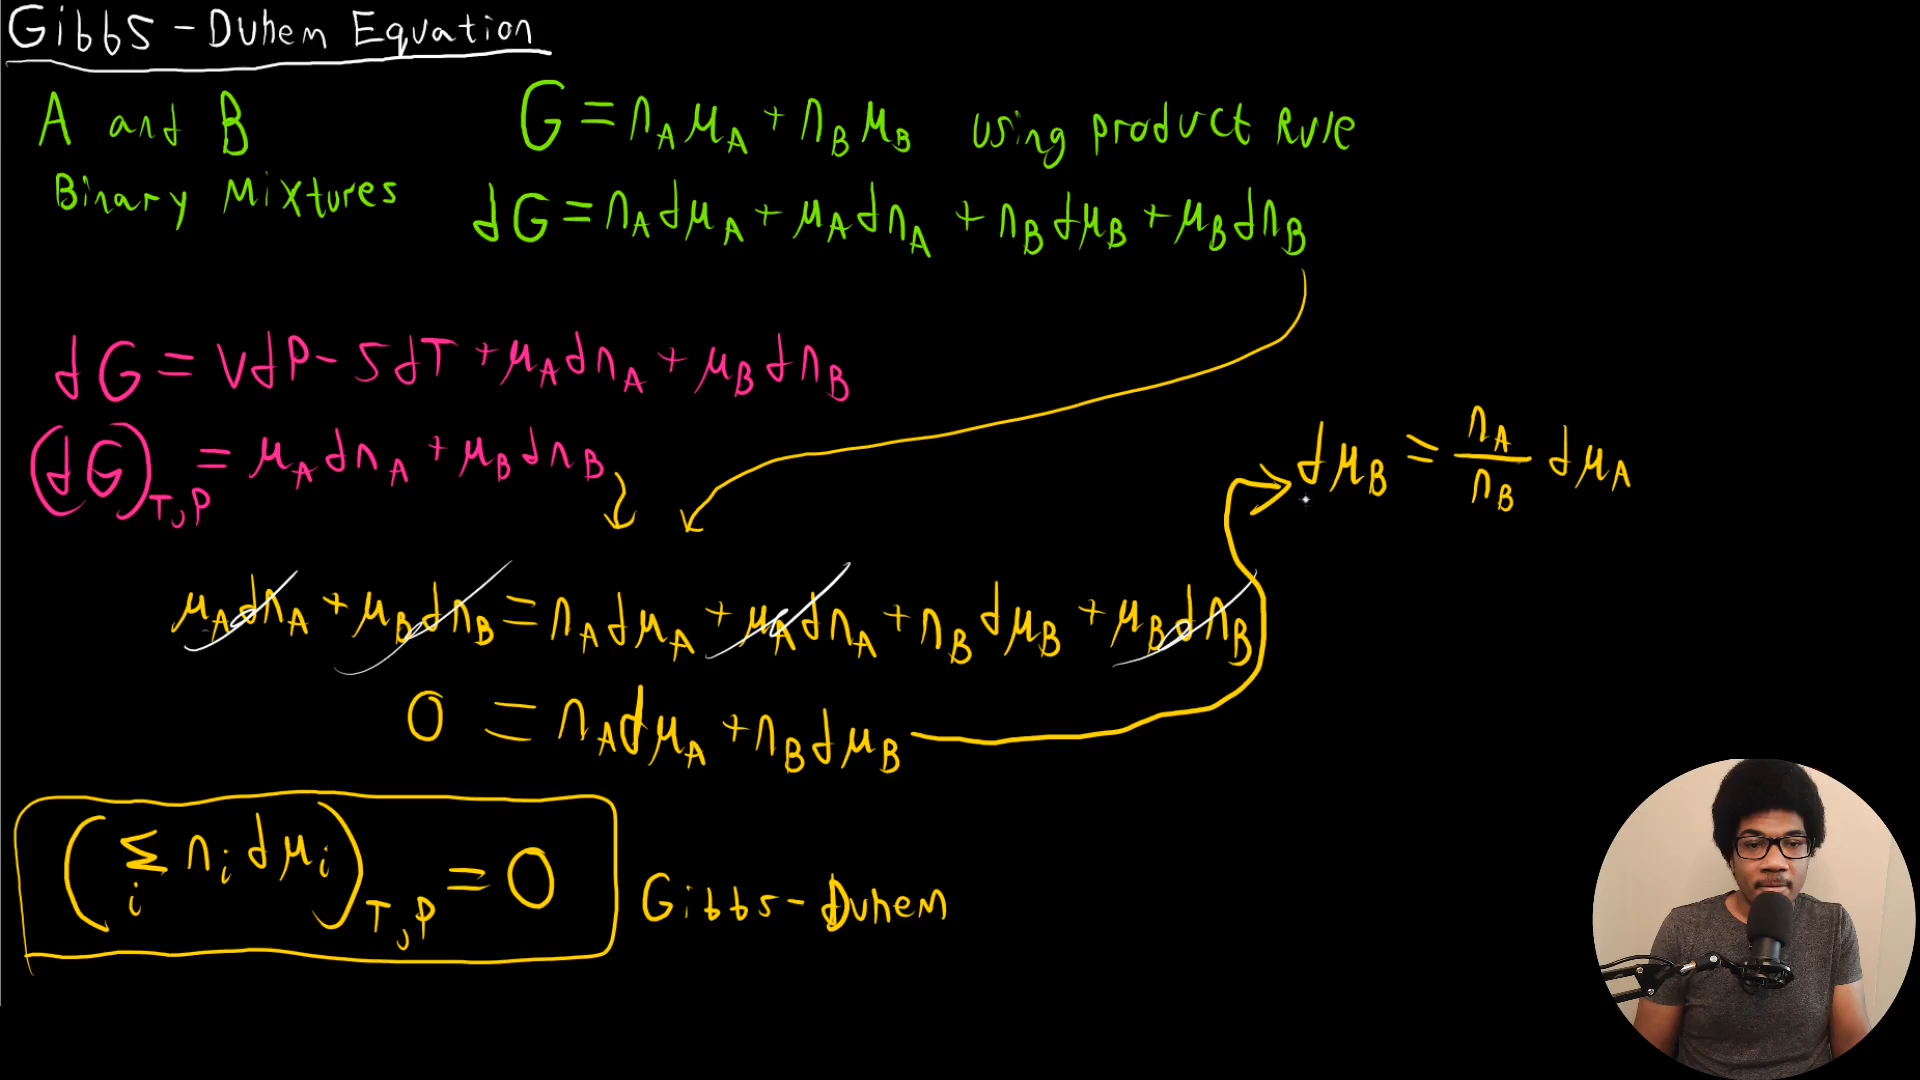 Gibbs - Duhem Equation
A and B
Binary Mixtures
G = n_A μ_A + n_B μ_B using product Rule
dG = n_A dμ_A + μ_A dn_A + n_B dμ_B + μ_B dn_B
dG = VdP - SdT + μ_A dn_A + μ_B dn_B
(dG)_T,P = μ_A dn_A + μ_B dn_B
dμ_B = n_A/n_B dμ_A
μ_A dn_A + μ_B dn_B = n_A dμ_A + μ_A dn_A + n_B dμ_B + μ_B dn_B
0 = n_A dμ_A + n_B dμ_B
(Σ_i n_i dμ_i)_T,P = 0 Gibbs-Duhem